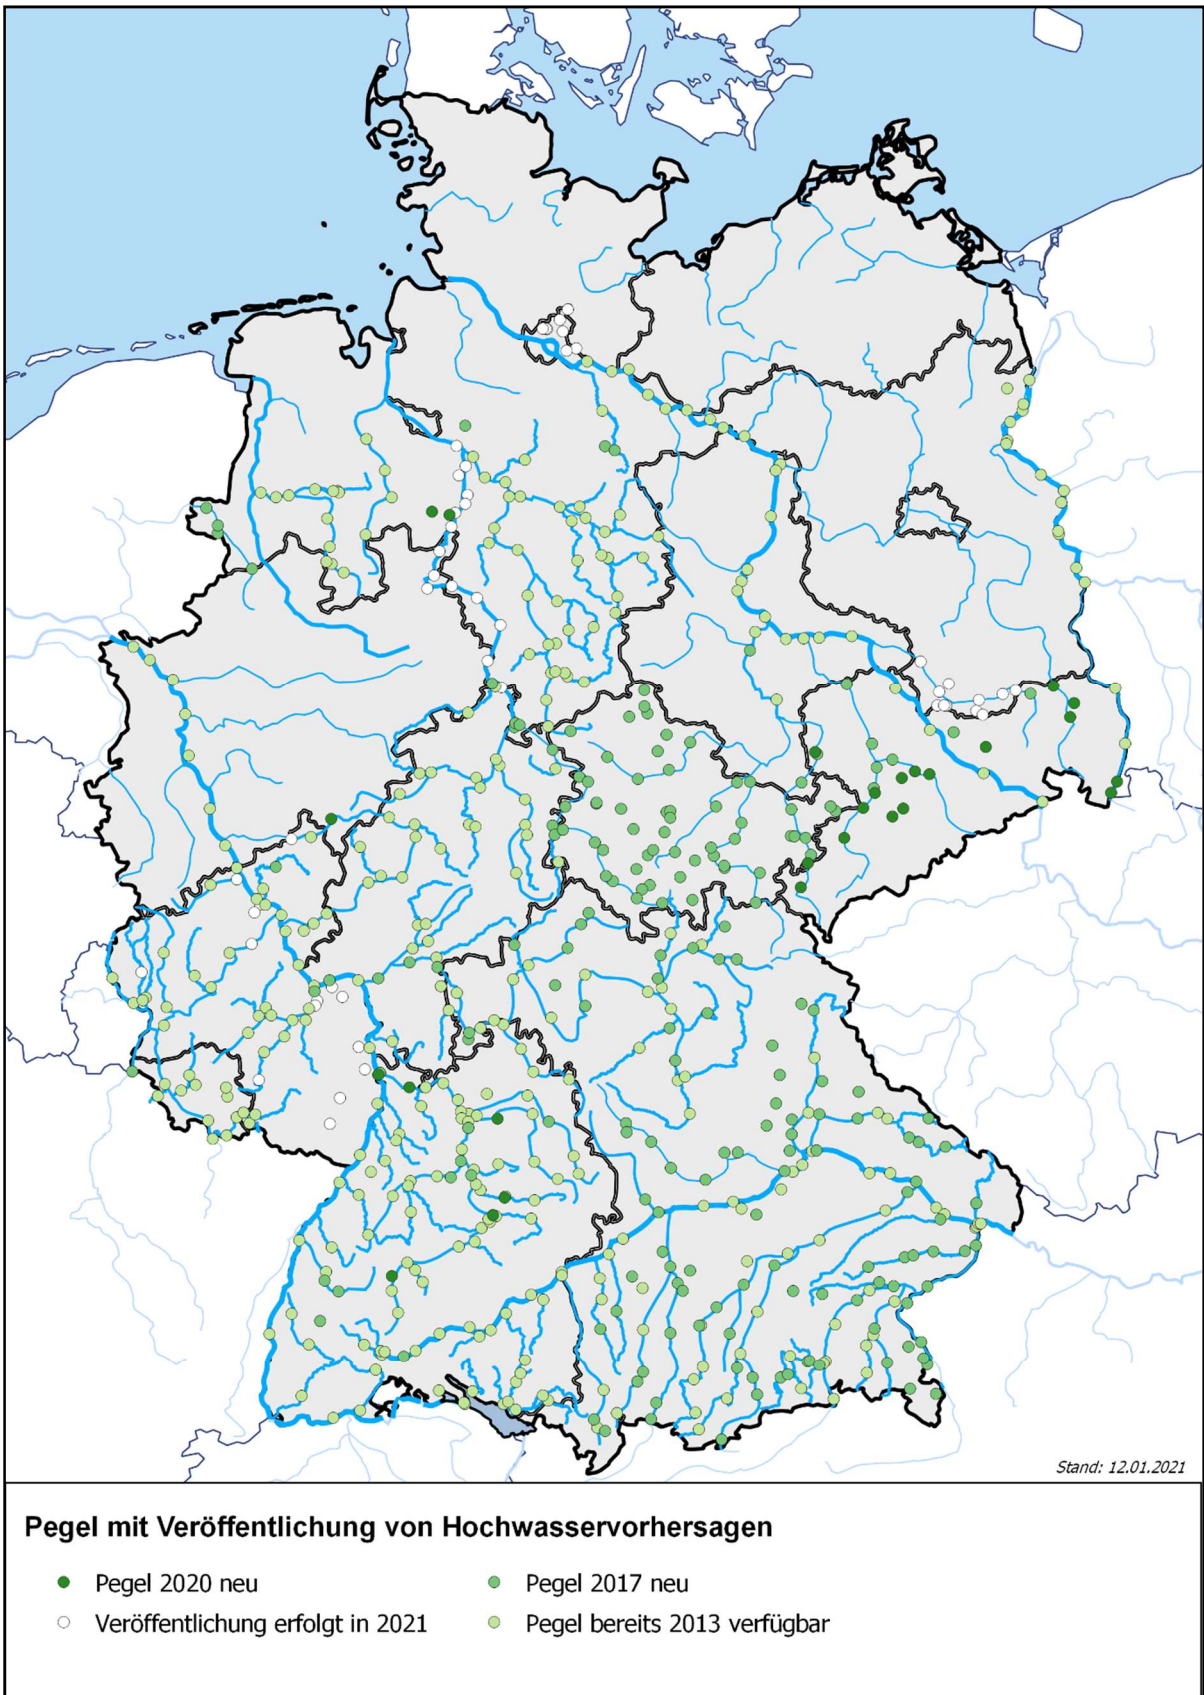 Stand: 12.01.2021
Pegel mit Veröffentlichung von Hochwasservorhersagen
Pegel 2020 neu
Pegel 2017 neu
Veröffentlichung erfolgt in 2021
Pegel bereits 2013 verfügbar